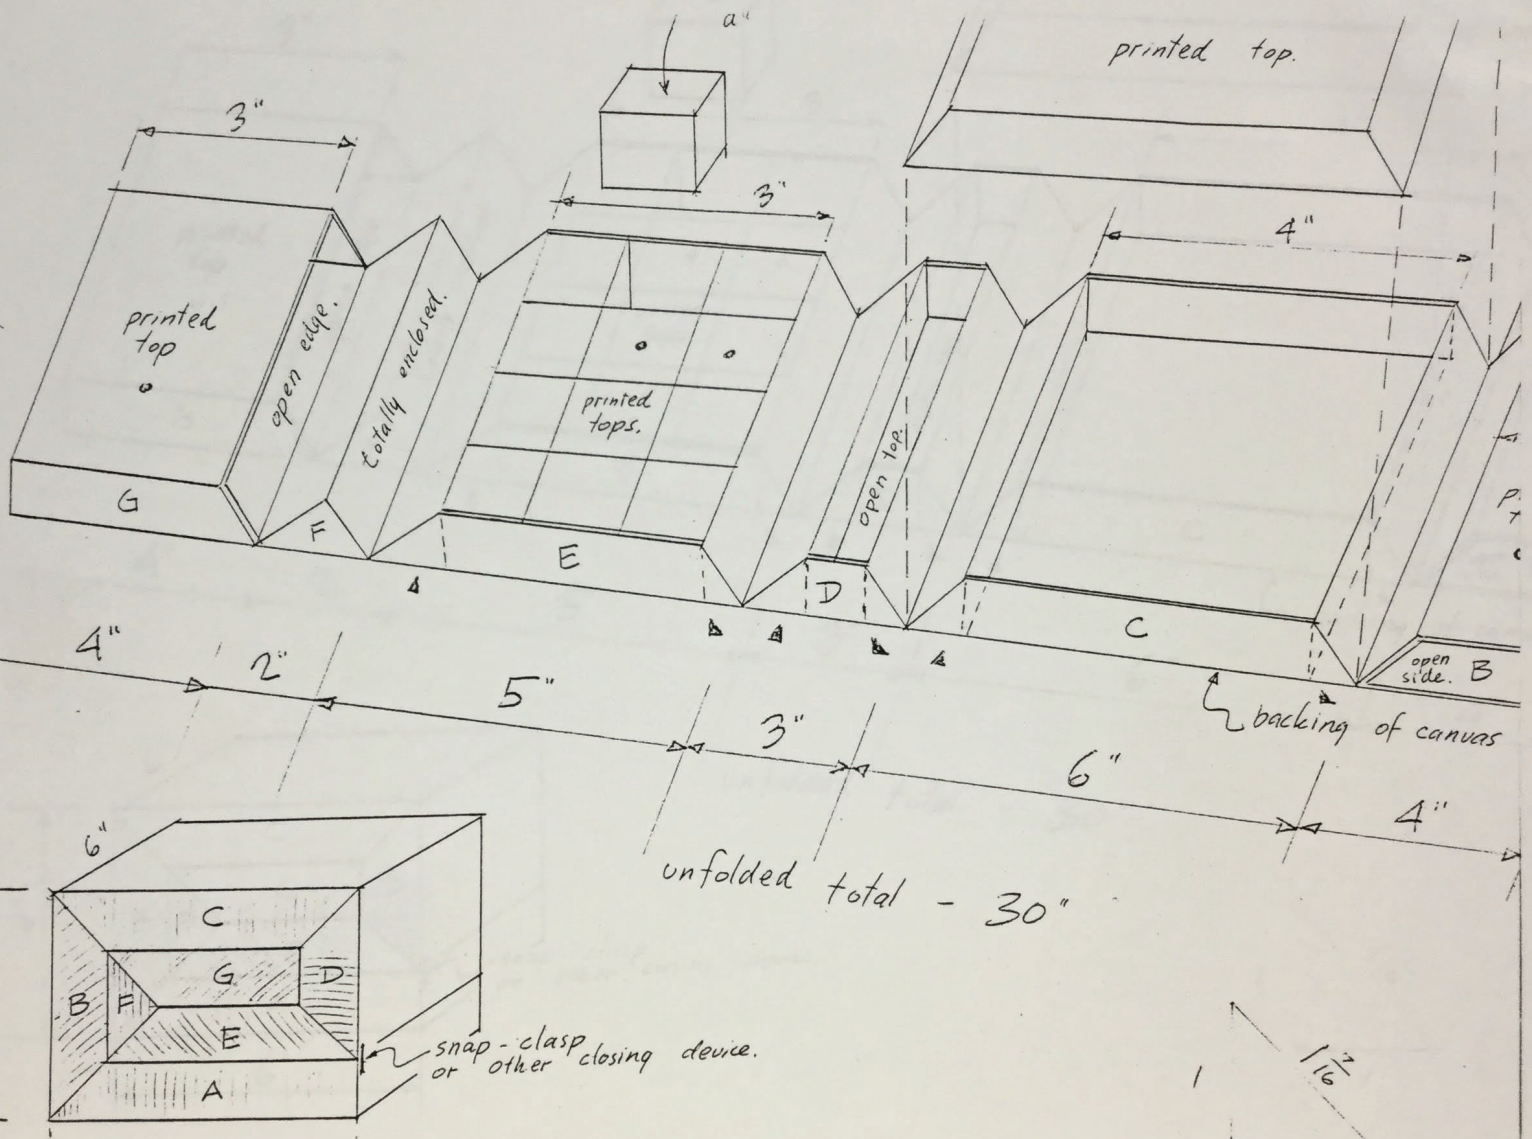 a"
printed top.
3"
3"
4"
printed
top
open edge.
totally enclosed.
printed
tops.
open top.
G
F
E
D
C
open
side.
B
backing of canvas
4"
2"
5"
3"
6"
4"
unfolded total - 30"
6"
C
G
D
B
F
E
A
snap-clasp
or other closing device.
1 7/16